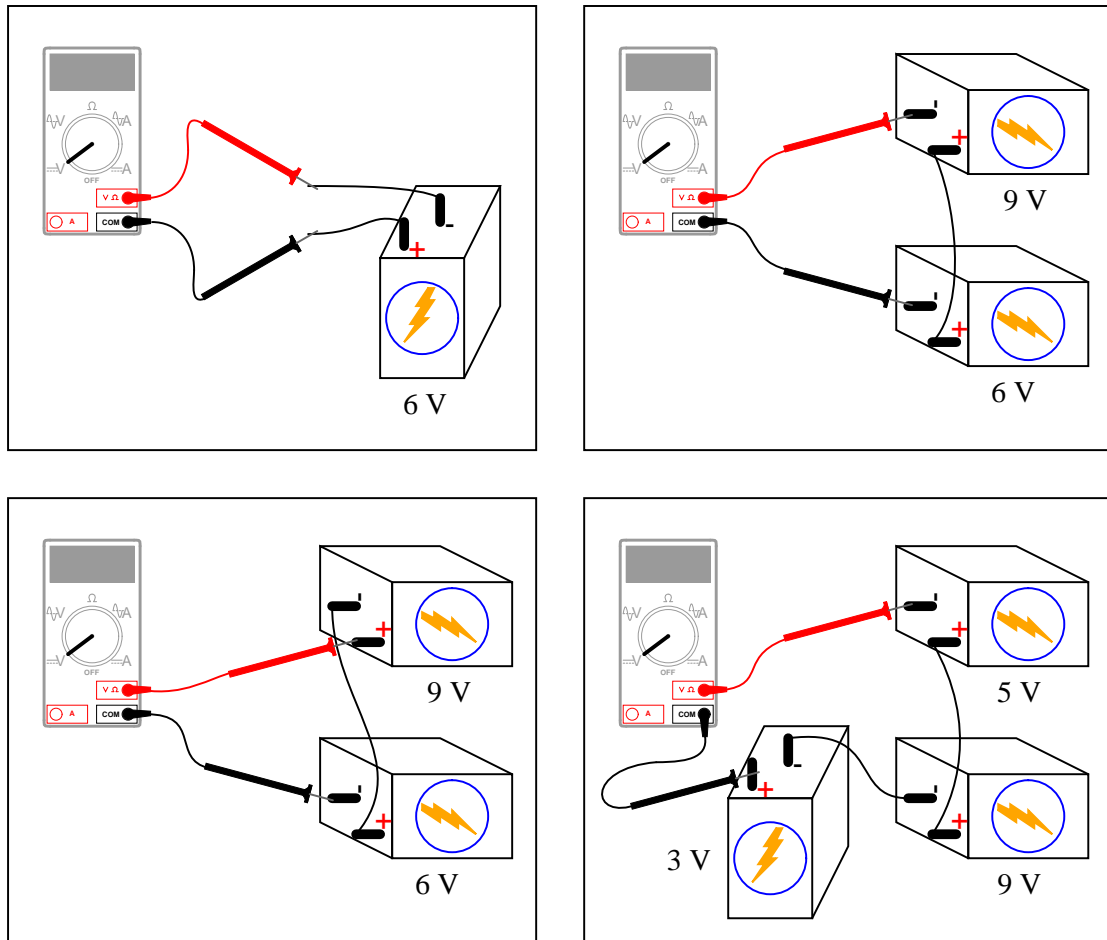 Ω
V A
V A
OFF
V Ω
A COM
- +
6 V
Ω
V A
V A
OFF
V Ω
A COM
- +
9 V
- +
6 V
Ω
V A
V A
OFF
V Ω
A COM
- +
9 V
- +
6 V
Ω
V A
V A
OFF
V Ω
A COM
- +
5 V
- +
3 V
- +
9 V